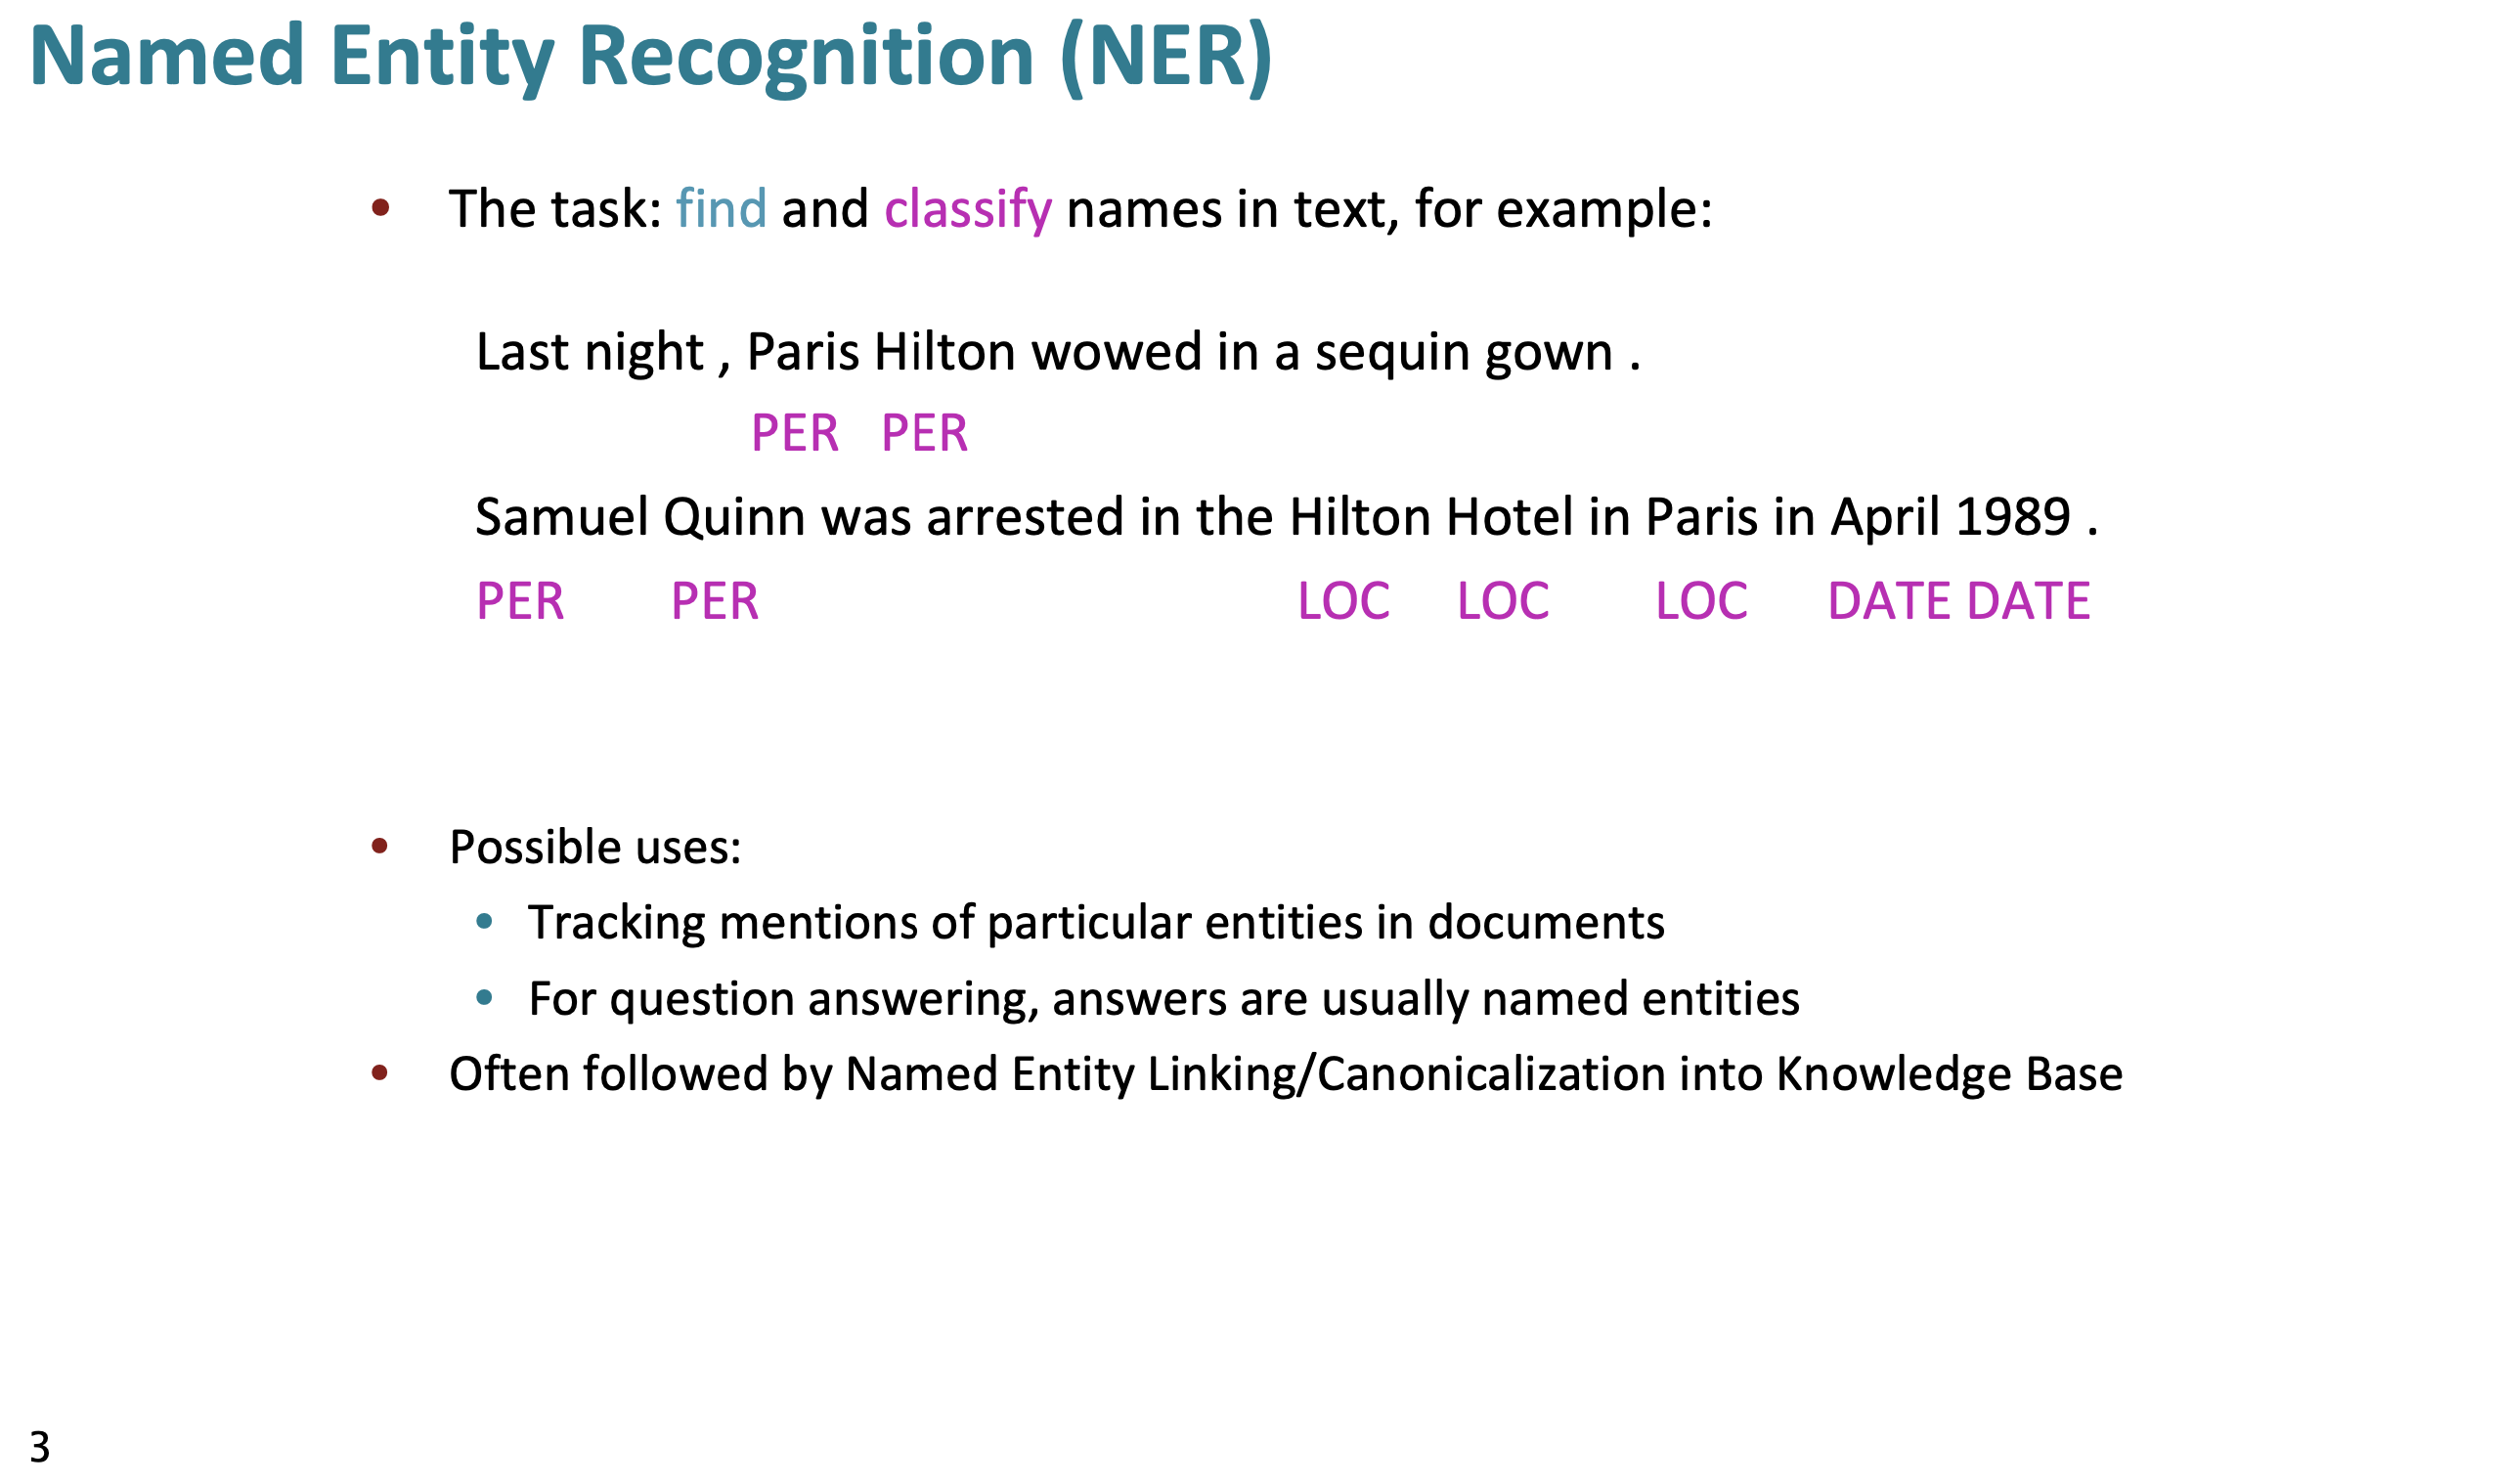 Named Entity Recognition (NER)
• The task: find and classify names in text, for example:
Last night , Paris Hilton wowed in a sequin gown .
PER PER
Samuel Quinn was arrested in the Hilton Hotel in Paris in April 1989 .
PER PER LOC LOC LOC DATE DATE
• Possible uses:
• Tracking mentions of particular entities in documents
• For question answering, answers are usually named entities
• Often followed by Named Entity Linking/Canonicalization into Knowledge Base
3